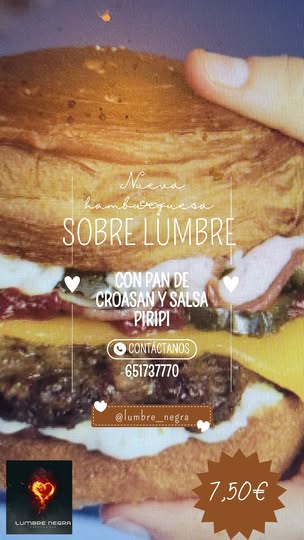 Nueva
hamburguesa
SOBRE LUMBRE
CON PAN DE
CROASAN Y SALSA
PIRIPI
CONTÁCTANOS
651737770
@lumbre_negra
LUMBRE NEGRA
7,50€